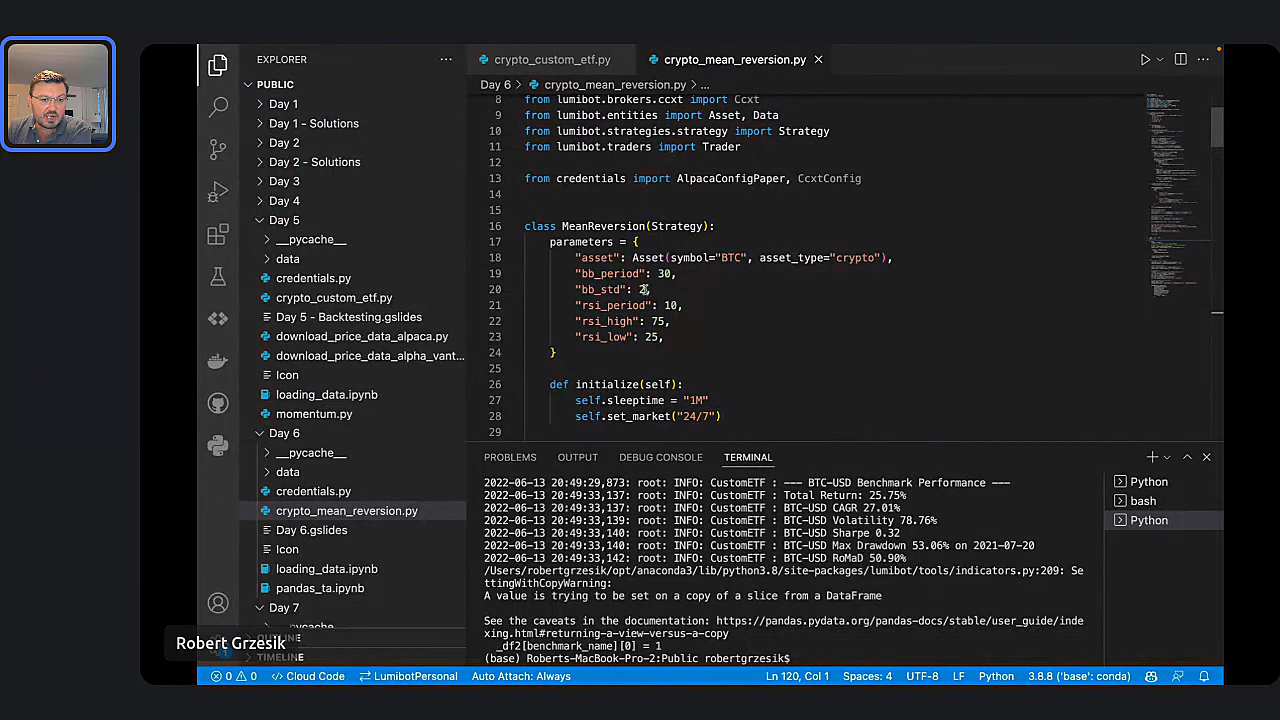 EXPLORER
PUBLIC
Day 1
Day 1 - Solutions
Day 2
Day 2 - Solutions
Day 3
Day 4
Day 5
__pycache__
data
credentials.py
crypto_custom_etf.py
Day 5 - Backtesting.gslides
download_price_data_alpaca.py
download_price_data_alpha_vant...
Icon
loading_data.ipynb
momentum.py
Day 6
__pycache__
data
credentials.py
crypto_mean_reversion.py
Day 6.gslides
Icon
loading_data.ipynb
pandas_ta.ipynb
Day 7
__pycache__
OUTLINE
TIMELINE
Robert Grzesik
crypto_custom_etf.py
crypto_mean_reversion.py
Day 6 > crypto_mean_reversion.py > ...
8 from lumibot.brokers.ccxt import Ccxt
9 from lumibot.entities import Asset, Data
10 from lumibot.strategies.strategy import Strategy
11 from lumibot.traders import Trader
12
13 from credentials import AlpacaConfigPaper, CcxtConfig
14
15
16 class MeanReversion(Strategy):
17 parameters = {
18 "asset": Asset(symbol="BTC", asset_type="crypto"),
19 "bb_period": 30,
20 "bb_std": 2,
21 "rsi_period": 10,
22 "rsi_high": 75,
23 "rsi_low": 25,
24 }
25
26 def initialize(self):
27 self.sleeptime = "1M"
28 self.set_market("24/7")
29
PROBLEMS OUTPUT DEBUG CONSOLE TERMINAL
2022-06-13 20:49:29,873: root: INFO: CustomETF : --- BTC-USD Benchmark Performance ---
2022-06-13 20:49:33,137: root: INFO: CustomETF : Total Return: 25.75%
2022-06-13 20:49:33,137: root: INFO: CustomETF : BTC-USD CAGR 27.01%
2022-06-13 20:49:33,139: root: INFO: CustomETF : BTC-USD Volatility 78.76%
2022-06-13 20:49:33,140: root: INFO: CustomETF : BTC-USD Sharpe 0.32
2022-06-13 20:49:33,140: root: INFO: CustomETF : BTC-USD Max Drawdown 53.06% on 2021-07-20
2022-06-13 20:49:33,142: root: INFO: CustomETF : BTC-USD RoMaD 50.90%
/Users/robertgrzesik/opt/anaconda3/lib/python3.8/site-packages/lumibot/tools/indicators.py:209: Se
ttingWithCopyWarning:
A value is trying to be set on a copy of a slice from a DataFrame
See the caveats in the documentation: https://pandas.pydata.org/pandas-docs/stable/user_guide/inde
xing.html#returning-a-view-versus-a-copy
_df2[benchmark_name][0] = 1
(base) Roberts-MacBook-Pro-2:Public robertgrzesik$
Python
bash
Python
0 0 Cloud Code LumibotPersonal Auto Attach: Always Ln 120, Col 1 Spaces: 4 UTF-8 LF Python 3.8.8 ('base': conda)